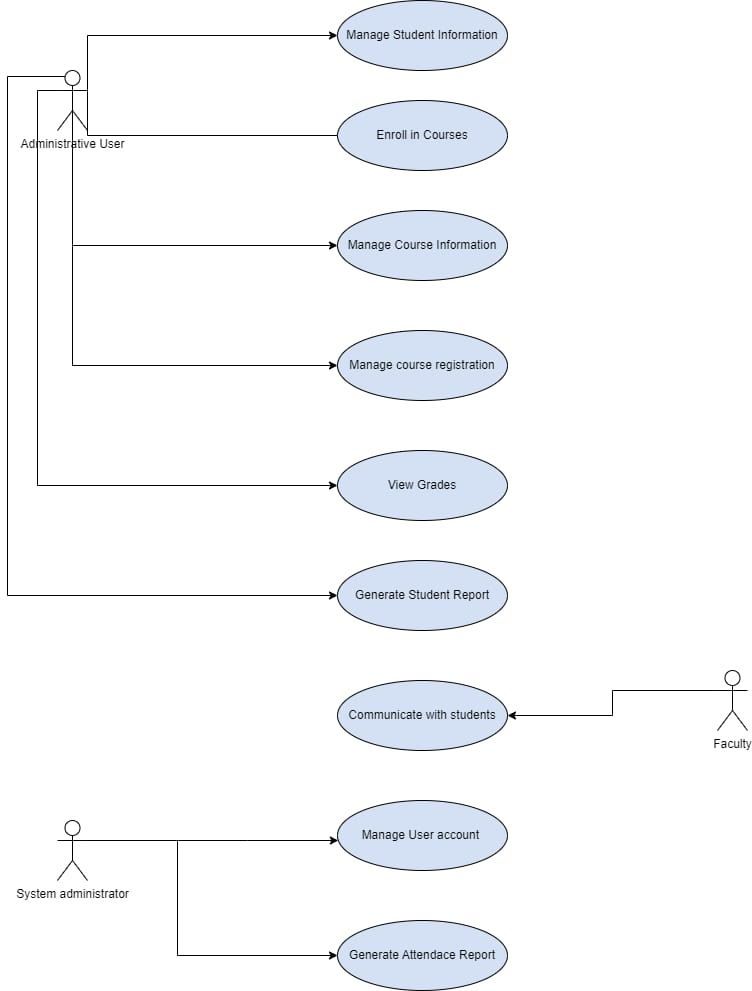 Manage Student Information
Enroll in Courses
Administrative User
Manage Course Information
Manage course registration
View Grades
Generate Student Report
Communicate with students
Faculty
Manage User account
System administrator
Generate Attendace Report